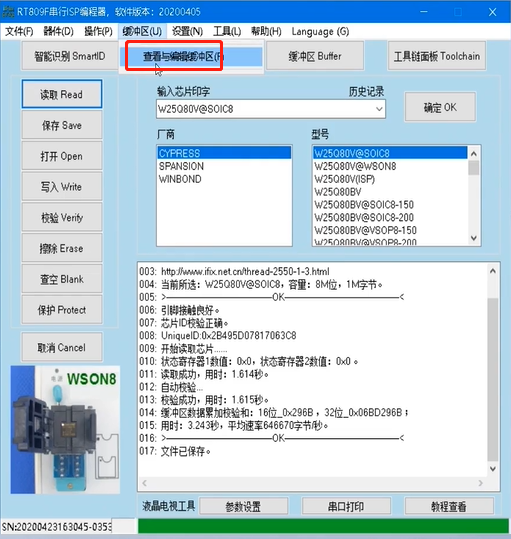 RT809F串行ISP编程器，软件版本：20200405
文件(F) 器件(D) 操作(P) 缓冲区(U) 设置(N) 工具(L) 帮助(H) Language (G)
智能识别 SmartID 查看与编辑缓冲区(F) 缓冲区 Buffer 工具链面板 Toolchain
读取 Read
保存 Save
打开 Open
写入 Write
校验 Verify
擦除 Erase
查空 Blank
保护 Protect
取消 Cancel
输入芯片印字 历史记录
W25Q80V@SOIC8
确定 OK
厂商 型号
CYPRESS
SPANSION
WINBOND
W25Q80V@SOIC8
W25Q80V@WSON8
W25Q80V(ISP)
W25Q80BV
W25Q80BV@SOIC8-150
W25Q80BV@SOIC8-200
W25Q80BV@VSOP8-150
W25Q80BV@VSOP8-200
003: http://www.ifix.net.cn/thread-2550-1-3.html
004: 当前所选：W25Q80V@SOIC8，容量：8M位，1M字节。
005: >----------------------OK----------------------<
006: 引脚接触良好。
007: 芯片ID校验正确。
008: UniqueID:0x2B495D07817063C8
009: 开始读取芯片......
010: 状态寄存器1数值：0x0，状态寄存器2数值：0x0 。
011: 读取成功，用时：1.614秒。
012: 自动校验...
013: 校验成功，用时：1.615秒。
014: 缓冲区数据累加校验和：16位_0x296B ，32位_0x06BD296B ；
015: 用时：3.243秒，平均速率646670字节/秒。
016: >----------------------OK----------------------<
017: 文件已保存。
WSON8
液晶电视工具 参数设置 串口打印 教程查看
SN:20200423163045-0353